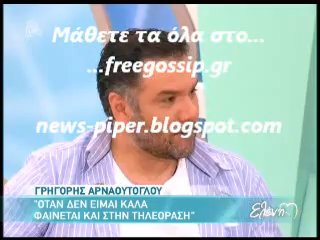 Μάθετε τα όλα στο...
...freegossip.gr
news-piper.blogspot.com
ΓΡΗΓΟΡΗΣ ΑΡΝΑΟΥΤΟΓΛΟΥ
"ΟΤΑΝ ΔΕΝ ΕΙΜΑΙ ΚΑΛΑ
ΦΑΙΝΕΤΑΙ ΚΑΙ ΣΤΗΝ ΤΗΛΕΟΡΑΣΗ"
Ελένη